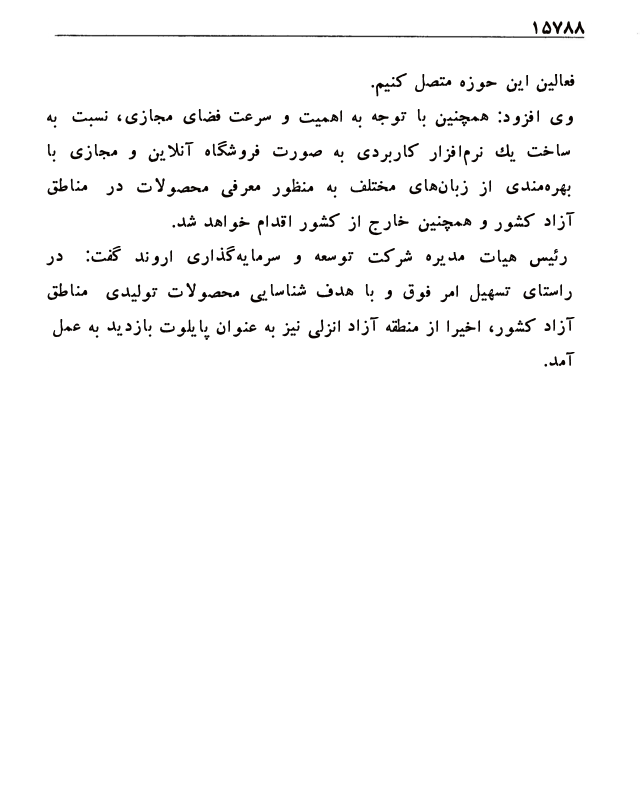 ۱۵۷۸۸
فعالین این حوزه متصل کنیم.
وی افزود: همچنین با توجه به اهمیت و سرعت فضای مجازی، نسبت به
ساخت یك نرم‌افزار کاربردی به صورت فروشگاه آنلاین و مجازی با
بهره‌مندی از زبان‌های مختلف به منظور معرفی محصولات در مناطق
آزاد کشور و همچنین خارج از کشور اقدام خواهد شد.
رئیس هیات مدیره شرکت توسعه و سرمایه‌گذاری اروند گفت: در
راستای تسهیل امر فوق و با هدف شناسایی محصولات تولیدی مناطق
آزاد کشور، اخیرا از منطقه آزاد انزلی نیز به عنوان پایلوت بازدید به عمل
آمد.